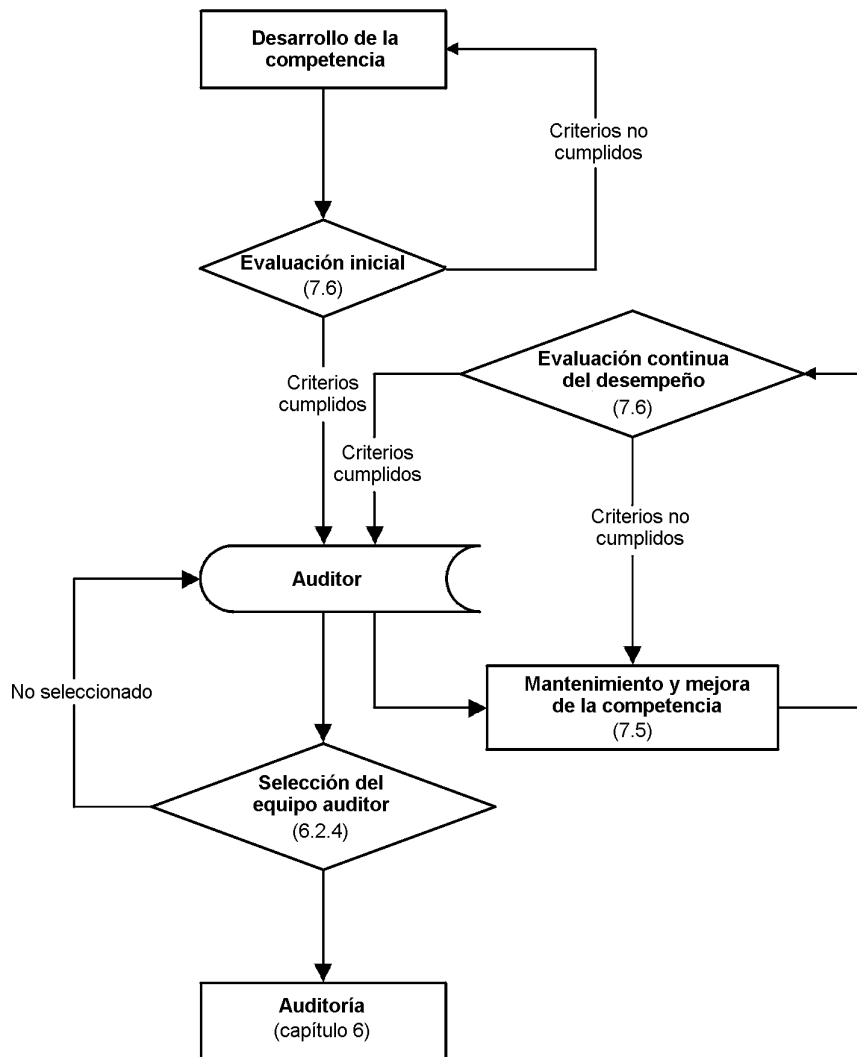 Desarrollo de la
competencia
Criterios no
cumplidos
Evaluación inicial
(7.6)
Evaluación continua
del desempeño
(7.6)
Criterios
cumplidos
Criterios
cumplidos
Criterios no
cumplidos
Auditor
No seleccionado
Mantenimiento y mejora
de la competencia
(7.5)
Selección del
equipo auditor
(6.2.4)
Auditoría
(capítulo 6)